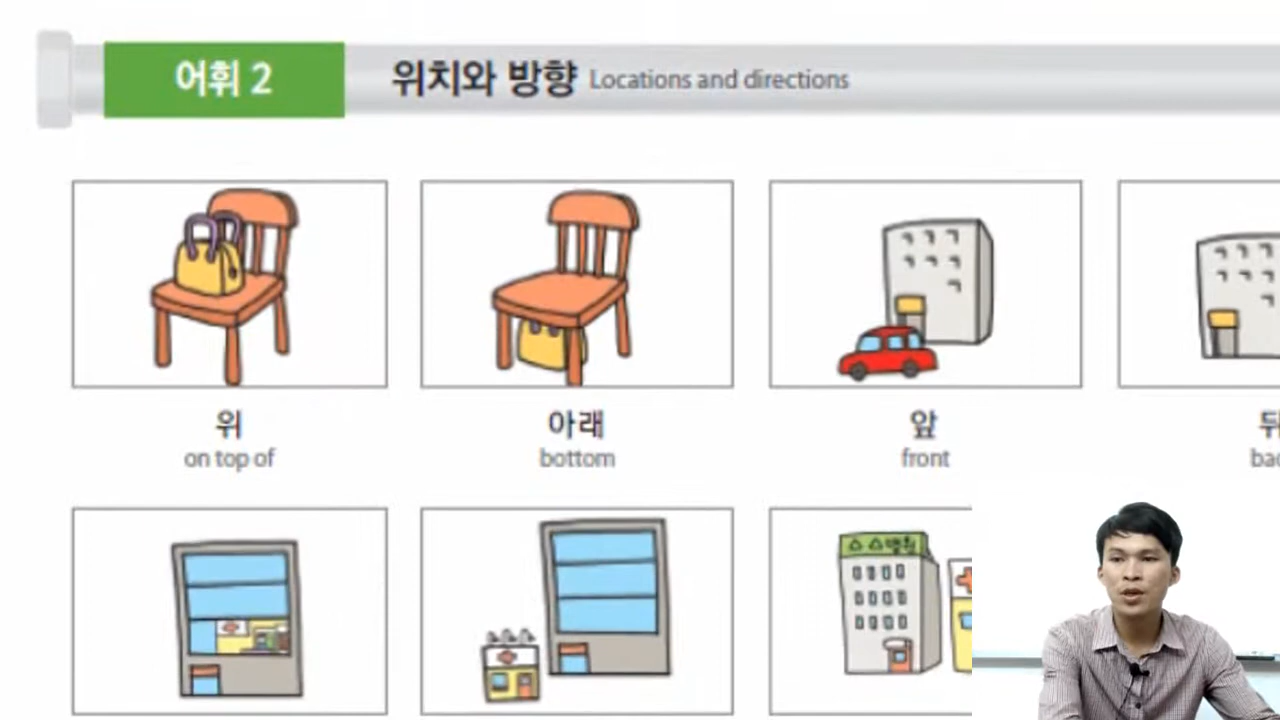 어휘 2
위치와 방향 Locations and directions
위
on top of
아래
bottom
앞
front